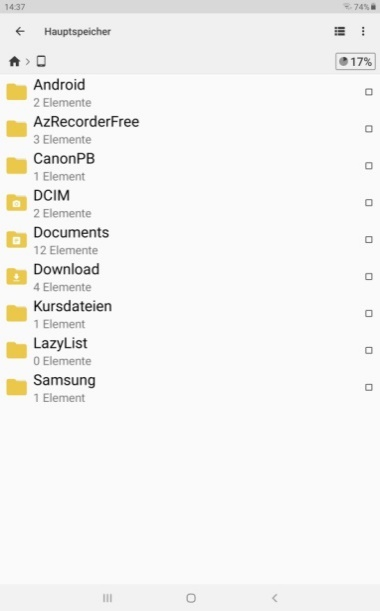 14:37
74%
Hauptspeicher
17%
Android
2 Elemente
AzRecorderFree
3 Elemente
CanonPB
1 Element
DCIM
2 Elemente
Documents
12 Elemente
Download
4 Elemente
Kursdateien
1 Element
LazyList
0 Elemente
Samsung
1 Element